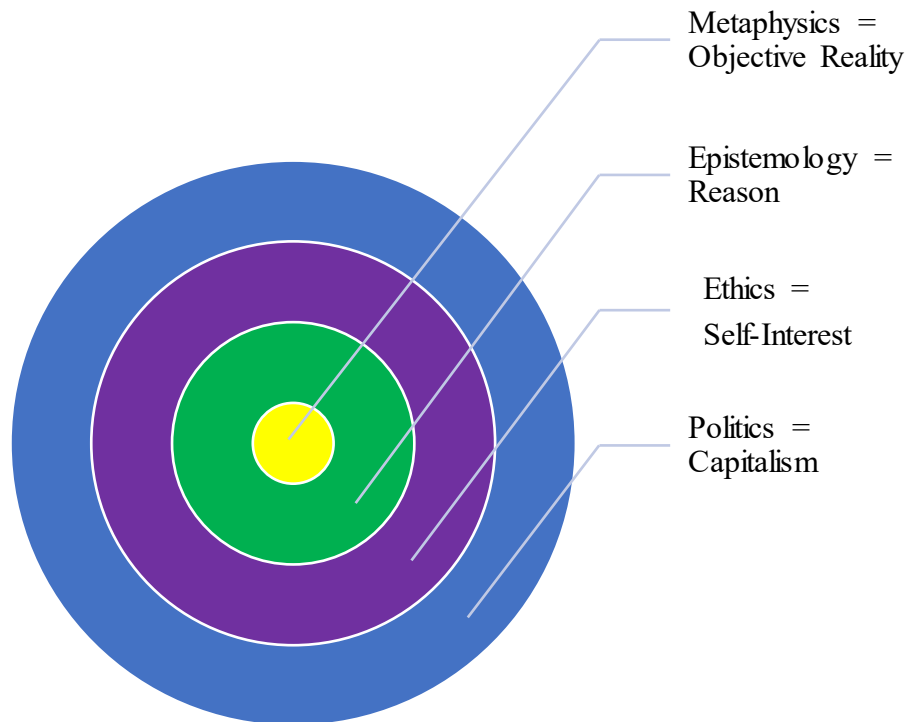 Metaphysics =
Objective Reality
Epistemology =
Reason
Ethics =
Self-Interest
Politics =
Capitalism